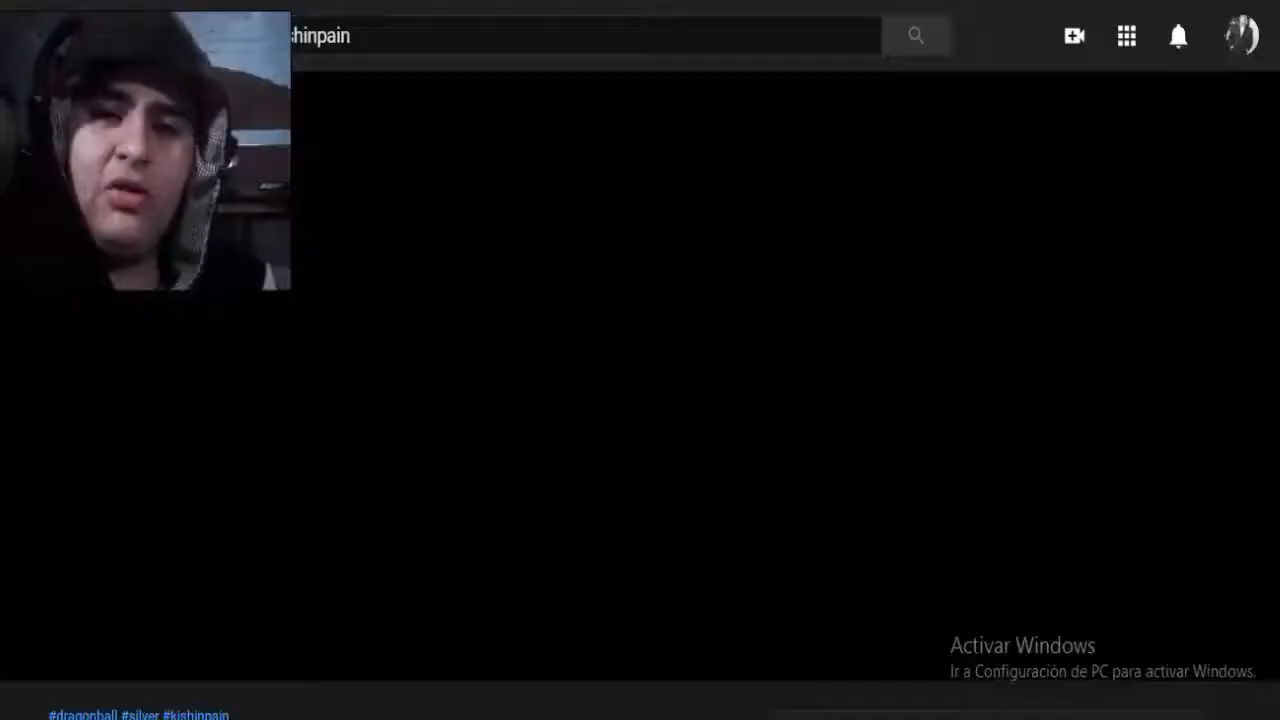 shinpain
Activar Windows
Ir a Configuración de PC para activar Windows.
#dragonball #silver #kishinpain